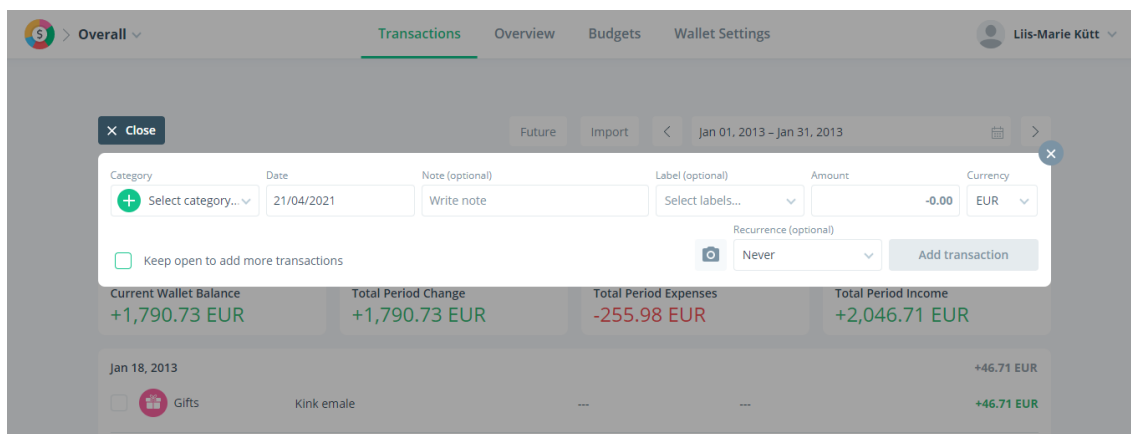 S Overall Transactions Overview Budgets Wallet Settings Liis-Marie Kütt
Close Future Import Jan 01, 2013 – Jan 31, 2013
Category Date Note (optional) Label (optional) Amount Currency
Select category... 21/04/2021 Write note Select labels... -0.00 EUR
Recurrence (optional)
Keep open to add more transactions Never Add transaction
Current Wallet Balance Total Period Change Total Period Expenses Total Period Income
+1,790.73 EUR +1,790.73 EUR -255.98 EUR +2,046.71 EUR
Jan 18, 2013 +46.71 EUR
Gifts Kink emale --- --- +46.71 EUR